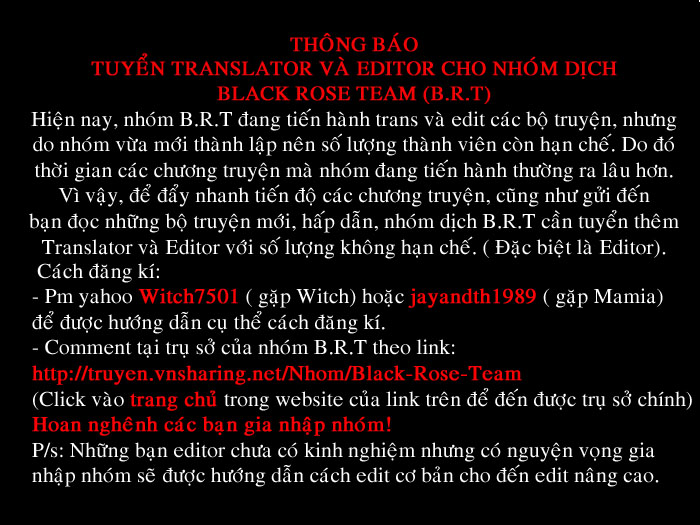 THÔNG BÁO
TUYỂN TRANSLATOR VÀ EDITOR CHO NHÓM DỊCH
BLACK ROSE TEAM (B.R.T)
Hiện nay, nhóm B.R.T đang tiến hành trans và edit các bộ truyện, nhưng
do nhóm vừa mới thành lập nên số lượng thành viên còn hạn chế. Do đó
thời gian các chương truyện mà nhóm đang tiến hành thường ra lâu hơn.
Vì vậy, để đẩy nhanh tiến độ các chương truyện, cũng như gửi đến
bạn đọc những bộ truyện mới, hấp dẫn, nhóm dịch B.R.T cần tuyển thêm
Translator và Editor với số lượng không hạn chế. ( Đặc biệt là Editor).
Cách đăng kí:
- Pm yahoo Witch7501 ( gặp Witch) hoặc jayandth1989 ( gặp Mamia)
để được hướng dẫn cụ thể cách đăng kí.
- Comment tại trụ sở của nhóm B.R.T theo link:
http://truyen.vnsharing.net/Nhom/Black-Rose-Team
(Click vào trang chủ trong website của link trên để đến được trụ sở chính)
Hoan nghênh các bạn gia nhập nhóm!
P/s: Những bạn editor chưa có kinh nghiệm nhưng có nguyện vọng gia
nhập nhóm sẽ được hướng dẫn cách edit cơ bản cho đến edit nâng cao.